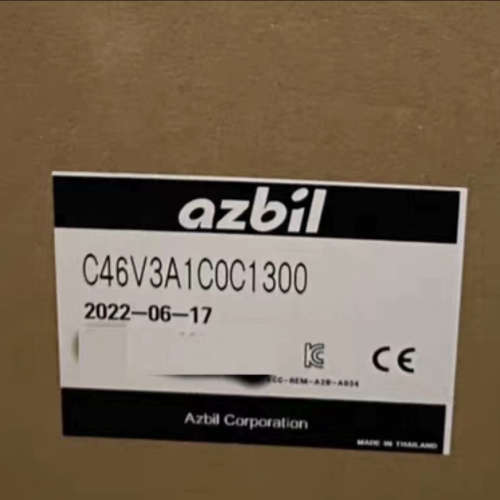 azbil
C46V3A1C0C1300
2022-06-17
CE
Azbil Corporation
MADE IN THAILAND